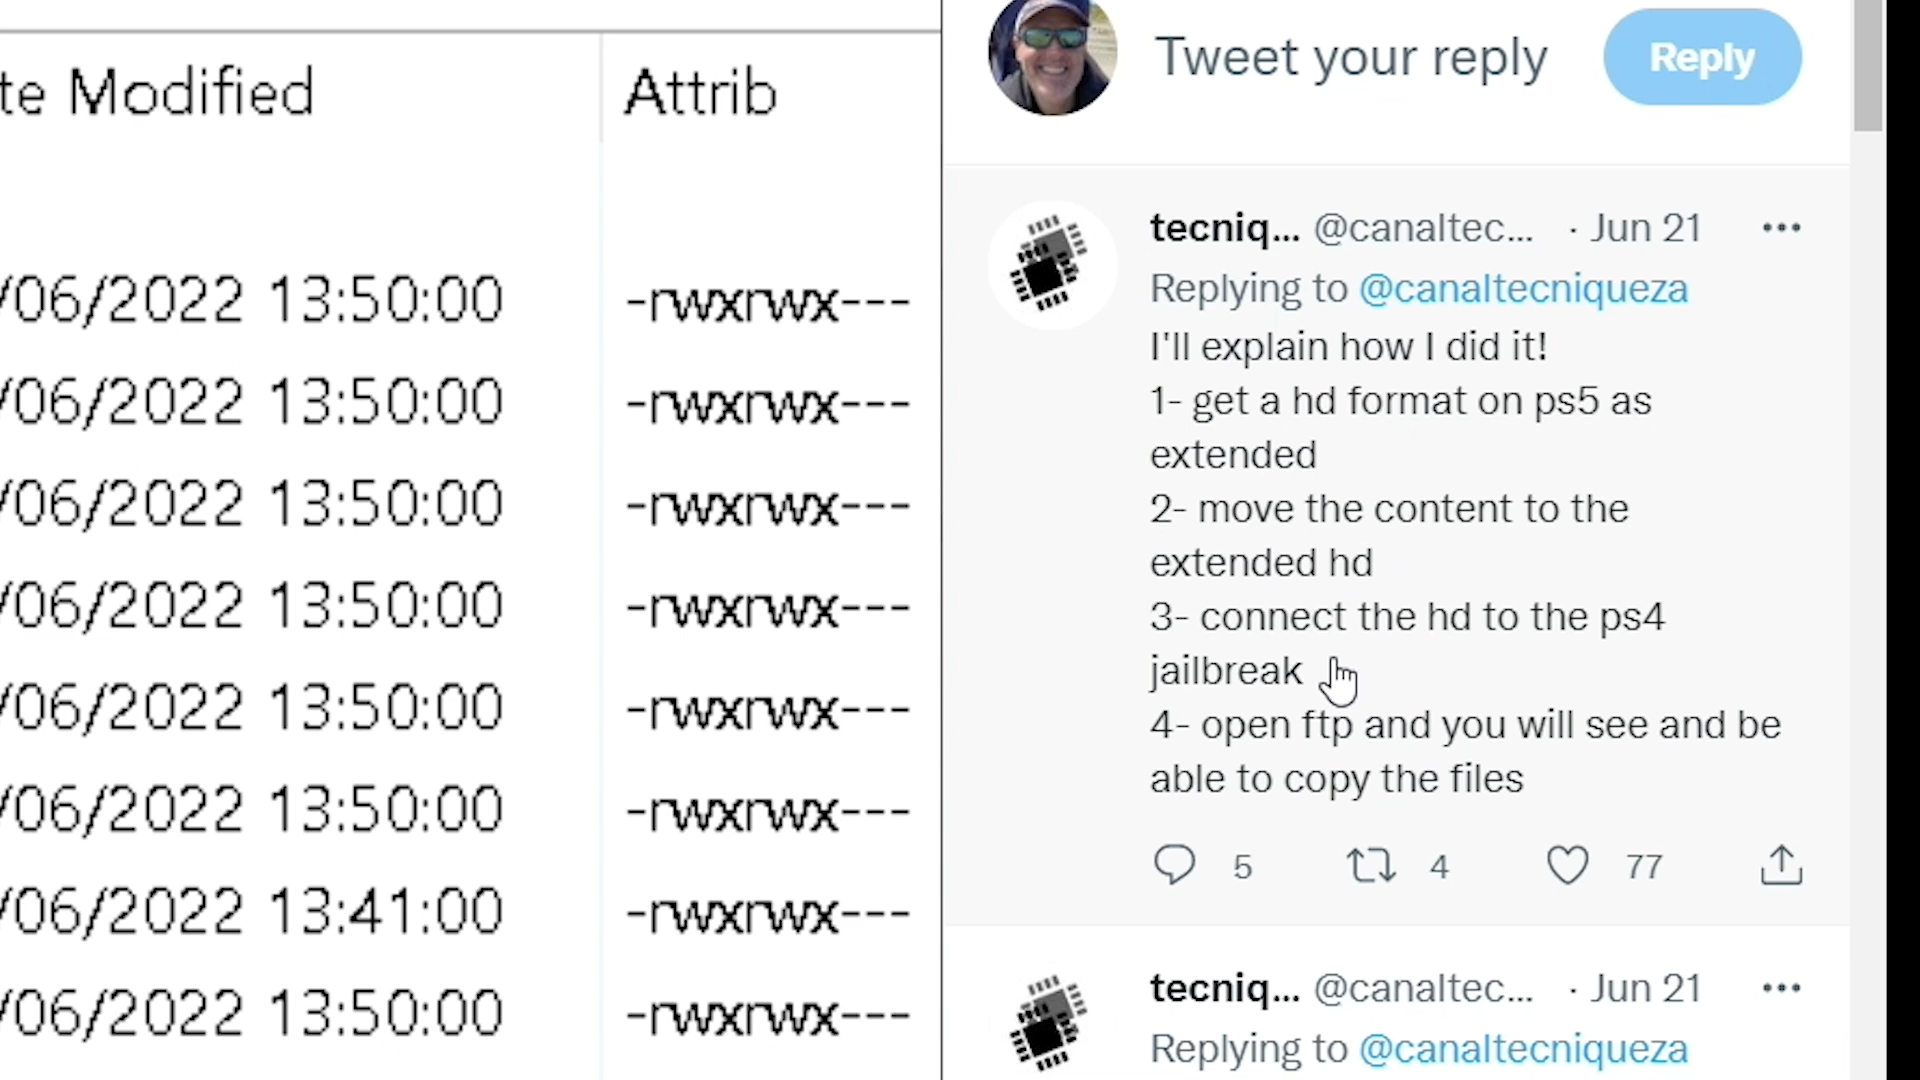 te Modified
Attrib
/06/2022 13:50:00 -rwxrwx---
/06/2022 13:50:00 -rwxrwx---
/06/2022 13:50:00 -rwxrwx---
/06/2022 13:50:00 -rwxrwx---
/06/2022 13:50:00 -rwxrwx---
/06/2022 13:50:00 -rwxrwx---
/06/2022 13:41:00 -rwxrwx---
/06/2022 13:50:00 -rwxrwx---
Tweet your reply
Reply
tecniq... @canaltec... · Jun 21
Replying to @canaltecniqueza
I'll explain how I did it!
1- get a hd format on ps5 as
extended
2- move the content to the
extended hd
3- connect the hd to the ps4
jailbreak
4- open ftp and you will see and be
able to copy the files
5 4 77
tecniq... @canaltec... · Jun 21
Replying to @canaltecniqueza